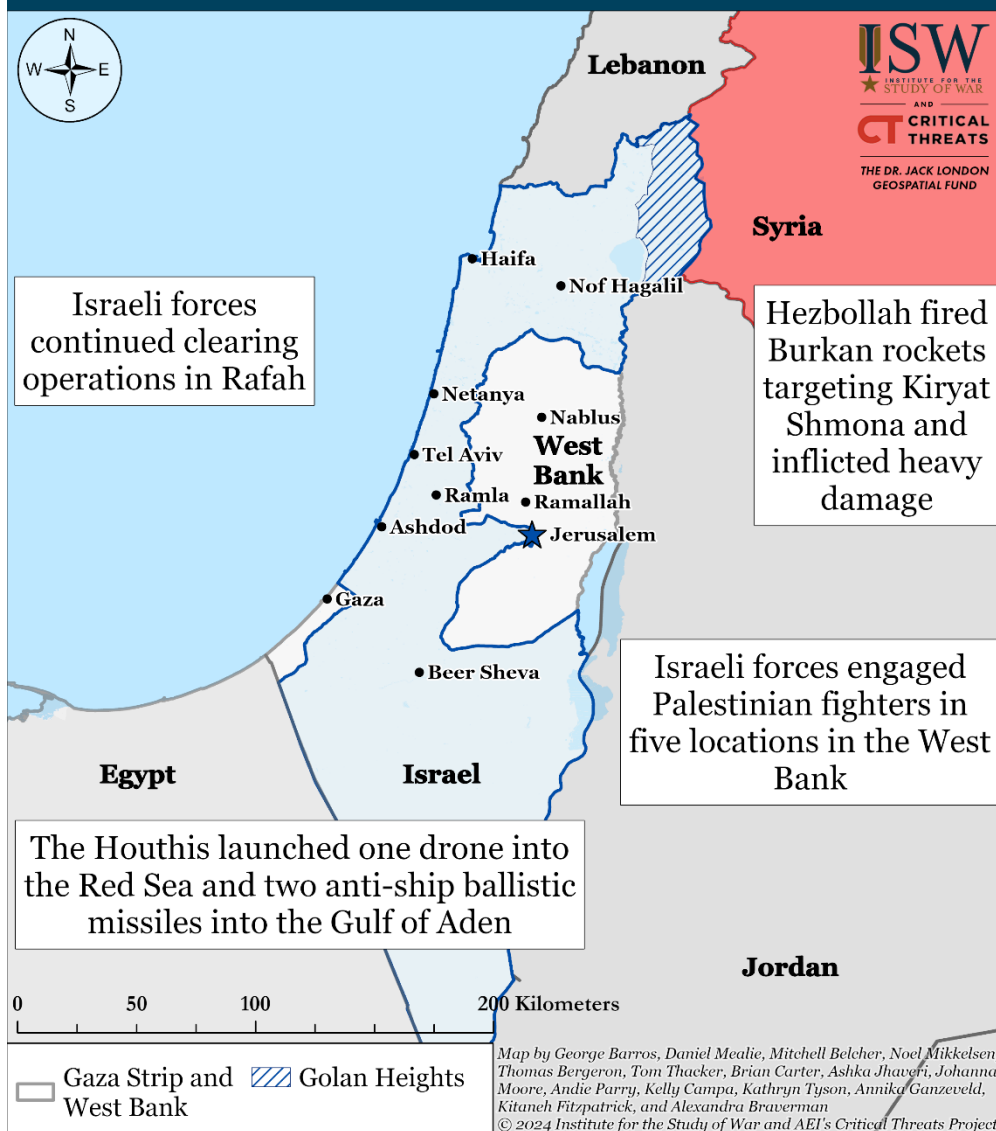 N
W
E
S
Lebanon
ISW
INSTITUTE FOR THE
STUDY OF WAR
AND
CT CRITICAL
THREATS
THE DR. JACK LONDON
GEOSPATIAL FUND
Syria
Haifa
Nof Hagalil
Israeli forces
continued clearing
operations in Rafah
Hezbollah fired
Burkan rockets
targeting Kiryat
Shmona and
inflicted heavy
damage
Netanya
Nablus
West
Bank
Tel Aviv
Ramla
Ramallah
Ashdod
Jerusalem
Gaza
Beer Sheva
Israeli forces engaged
Palestinian fighters in
five locations in the West
Bank
Egypt
Israel
The Houthis launched one drone into
the Red Sea and two anti-ship ballistic
missiles into the Gulf of Aden
Jordan
0 50 100 200 Kilometers
Gaza Strip and
West Bank
Golan Heights
Map by George Barros, Daniel Mealie, Mitchell Belcher, Noel Mikkelsen
Thomas Bergeron, Tom Thacker, Brian Carter, Ashka Jhaveri, Johanna
Moore, Andie Parry, Kelly Campa, Kathryn Tyson, Annika Ganzeveld,
Kitaneh Fitzpatrick, and Alexandra Braverman
© 2024 Institute for the Study of War and AEI's Critical Threats Project